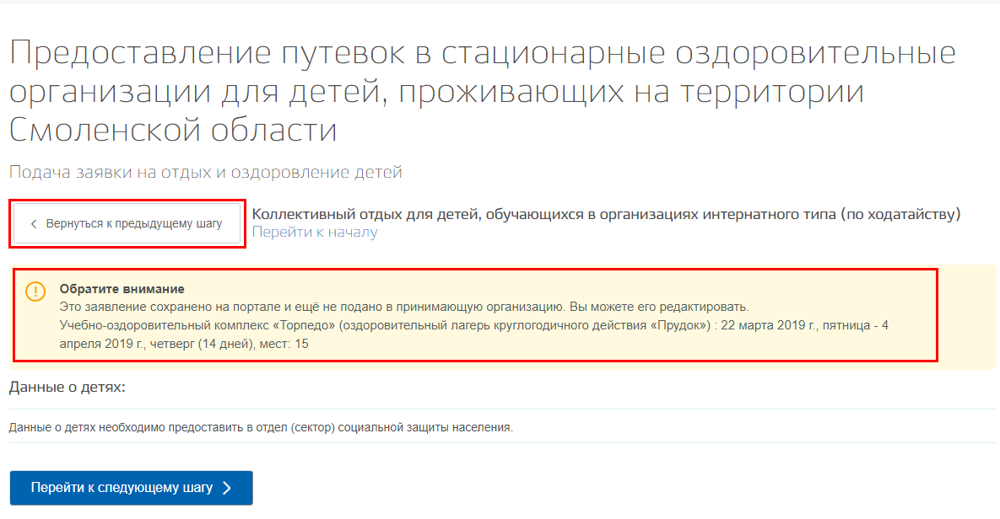 Предоставление путевок в стационарные оздоровительные
организации для детей, проживающих на территории
Смоленской области
Подача заявки на отдых и оздоровление детей
Вернуться к предыдущему шагу
Коллективный отдых для детей, обучающихся в организациях интернатного типа (по ходатайству)
Перейти к началу
Обратите внимание
Это заявление сохранено на портале и ещё не подано в принимающую организацию. Вы можете его редактировать.
Учебно-оздоровительный комплекс «Торпедо» (оздоровительный лагерь круглогодичного действия «Прудок») : 22 марта 2019 г., пятница - 4
апреля 2019 г., четверг (14 дней), мест: 15
Данные о детях:
Данные о детях необходимо предоставить в отдел (сектор) социальной защиты населения.
Перейти к следующему шагу